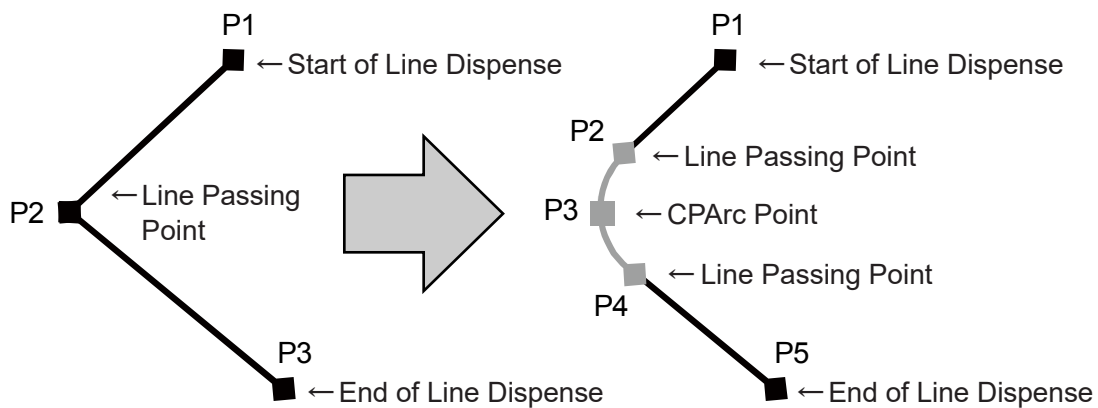 P1
←Start of Line Dispense
P2
←Line Passing
Point
P3
←End of Line Dispense
P1
←Start of Line Dispense
P2
←Line Passing Point
P3
←CPArc Point
←Line Passing Point
P4
P5
←End of Line Dispense